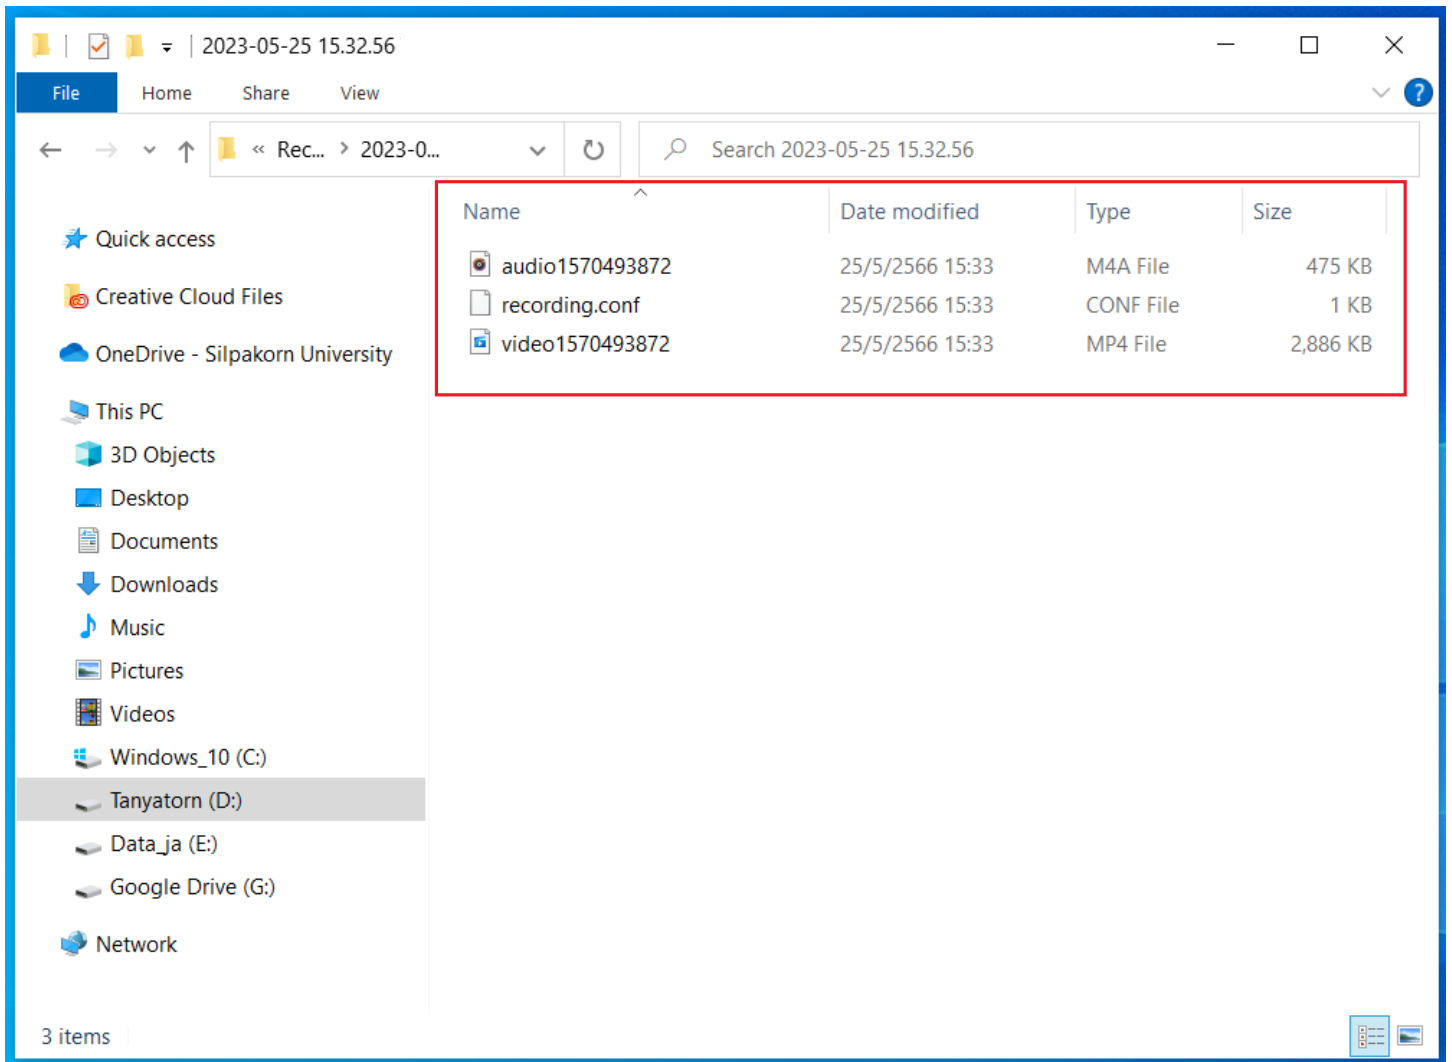 2023-05-25 15.32.56
File Home Share View
« Rec... > 2023-0... Search 2023-05-25 15.32.56
Name Date modified Type Size
audio1570493872 25/5/2566 15:33 M4A File 475 KB
recording.conf 25/5/2566 15:33 CONF File 1 KB
video1570493872 25/5/2566 15:33 MP4 File 2,886 KB
Quick access
Creative Cloud Files
OneDrive - Silpakorn University
This PC
3D Objects
Desktop
Documents
Downloads
Music
Pictures
Videos
Windows_10 (C:)
Tanyatorn (D:)
Data_ja (E:)
Google Drive (G:)
Network
3 items